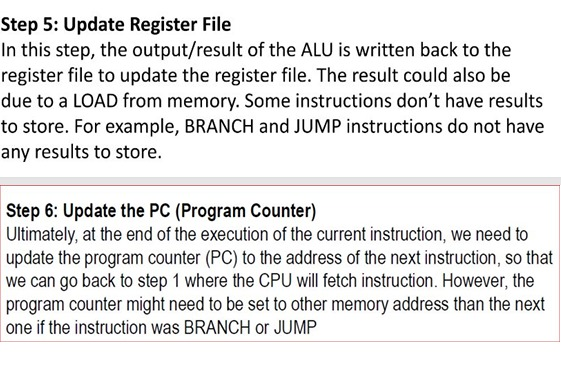 Step 5: Update Register File
In this step, the output/result of the ALU is written back to the
register file to update the register file. The result could also be
due to a LOAD from memory. Some instructions don’t have results
to store. For example, BRANCH and JUMP instructions do not have
any results to store.
Step 6: Update the PC (Program Counter)
Ultimately, at the end of the execution of the current instruction, we need to
update the program counter (PC) to the address of the next instruction, so that
we can go back to step 1 where the CPU will fetch instruction. However, the
program counter might need to be set to other memory address than the next
one if the instruction was BRANCH or JUMP